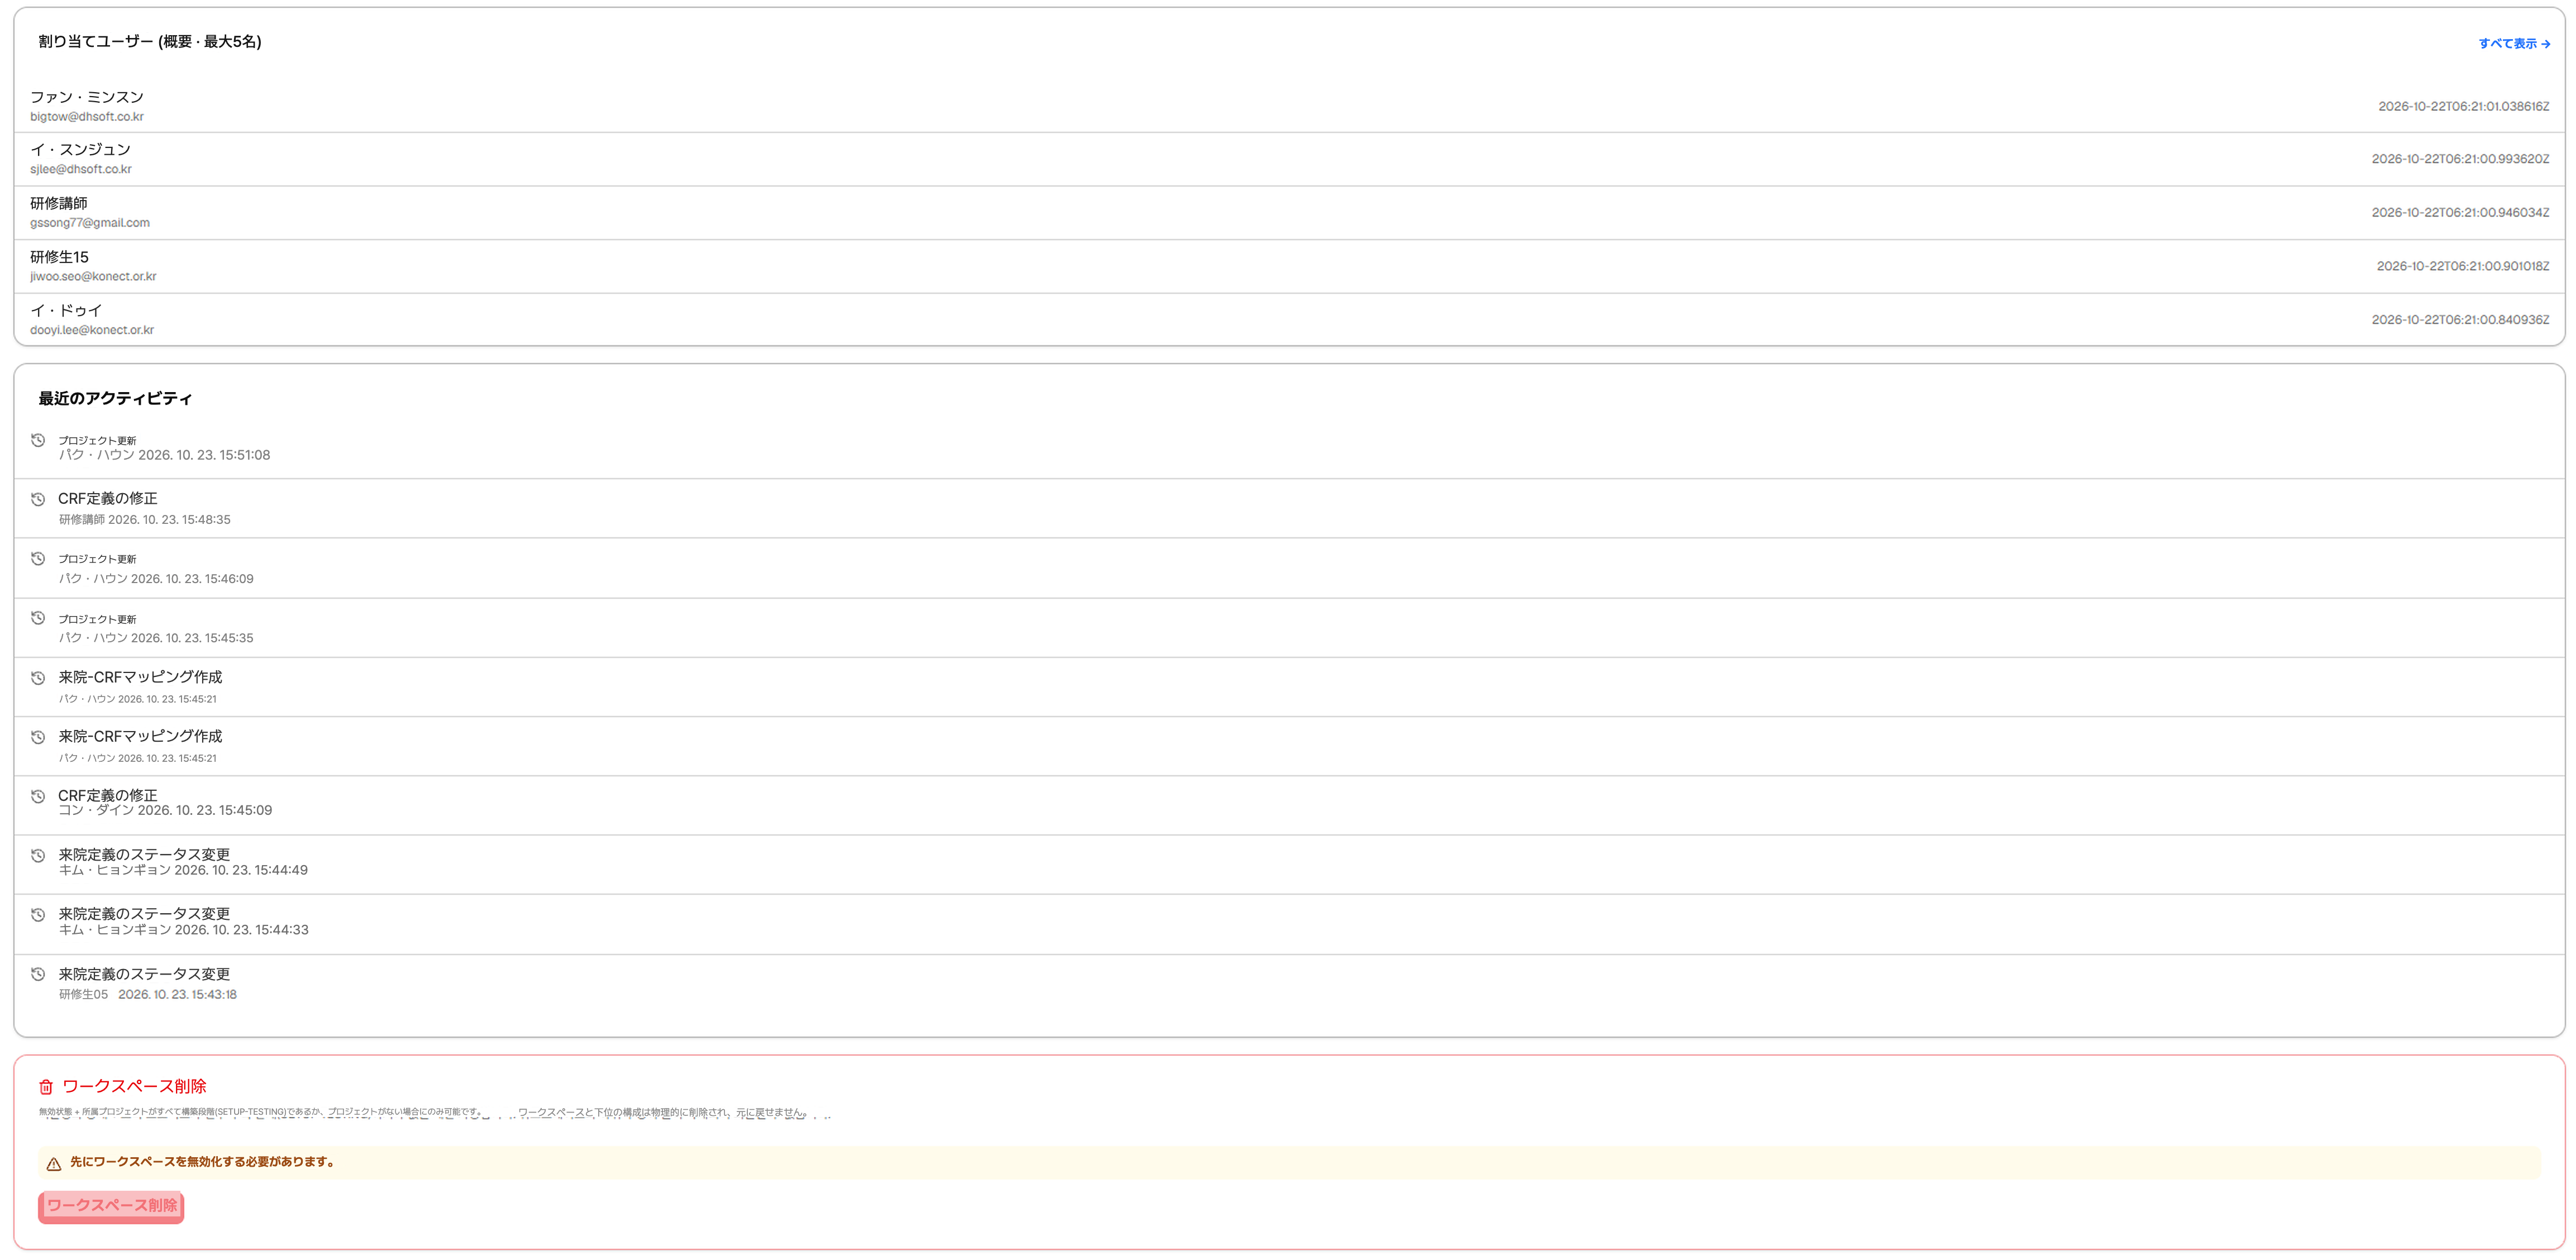 割り当てユーザー (概要 · 最大5名)
すべて表示 →
ファン・ミンスン
bigtow@dhsoft.co.kr
2026-10-22T06:21:01.038616Z
イ・スンジュン
sjlee@dhsoft.co.kr
2026-10-22T06:21:00.993620Z
研修講師
gssong77@gmail.com
2026-10-22T06:21:00.946034Z
研修生15
jiwoo.seo@konect.or.kr
2026-10-22T06:21:00.901018Z
イ・ドゥイ
dooyi.lee@konect.or.kr
2026-10-22T06:21:00.840936Z
最近のアクティビティ
プロジェクト更新
パク・ハウン 2026. 10. 23. 15:51:08
CRF定義の修正
研修講師 2026. 10. 23. 15:48:35
プロジェクト更新
パク・ハウン 2026. 10. 23. 15:46:09
プロジェクト更新
パク・ハウン 2026. 10. 23. 15:45:35
来院-CRFマッピング作成
パク・ハウン 2026. 10. 23. 15:45:21
来院-CRFマッピング作成
パク・ハウン 2026. 10. 23. 15:45:21
CRF定義の修正
コン・ダイン 2026. 10. 23. 15:45:09
来院定義のステータス変更
キム・ヒョンギョン 2026. 10. 23. 15:44:49
来院定義のステータス変更
キム・ヒョンギョン 2026. 10. 23. 15:44:33
来院定義のステータス変更
研修生05 2026. 10. 23. 15:43:18
ワークスペース削除
無効状態 + 所属プロジェクトがすべて構築段階(SETUP-TESTING)であるか、プロジェクトがない場合にのみ可能です。 ワークスペースと下位の構成は物理的に削除され、元に戻せません。
先にワークスペースを無効化する必要があります。
ワークスペース削除